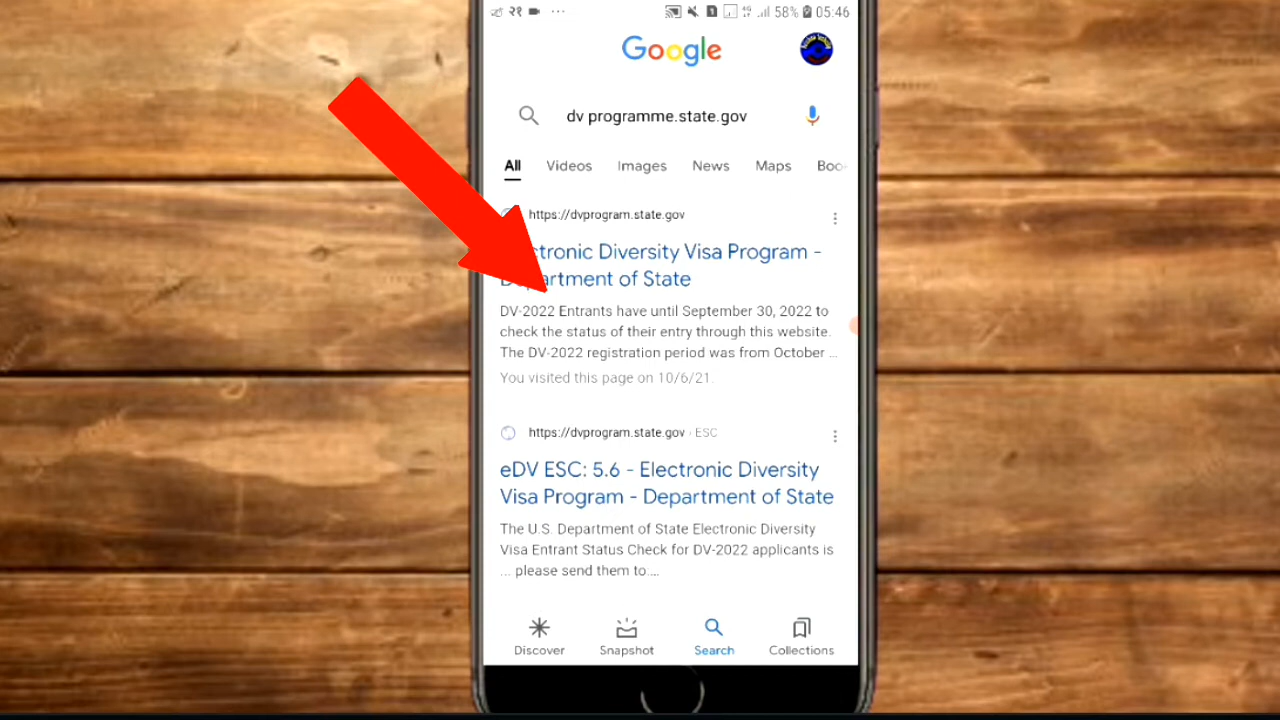 २१ ... 4G 58% 05:46
Google
dv programme.state.gov
All Videos Images News Maps Boo
https://dvprogram.state.gov
ctronic Diversity Visa Program -
Department of State
DV-2022 Entrants have until September 30, 2022 to
check the status of their entry through this website.
The DV-2022 registration period was from October ...
You visited this page on 10/6/21.
https://dvprogram.state.gov · ESC
eDV ESC: 5.6 - Electronic Diversity
Visa Program - Department of State
The U.S. Department of State Electronic Diversity
Visa Entrant Status Check for DV-2022 applicants is
... please send them to:...
Discover Snapshot Search Collections